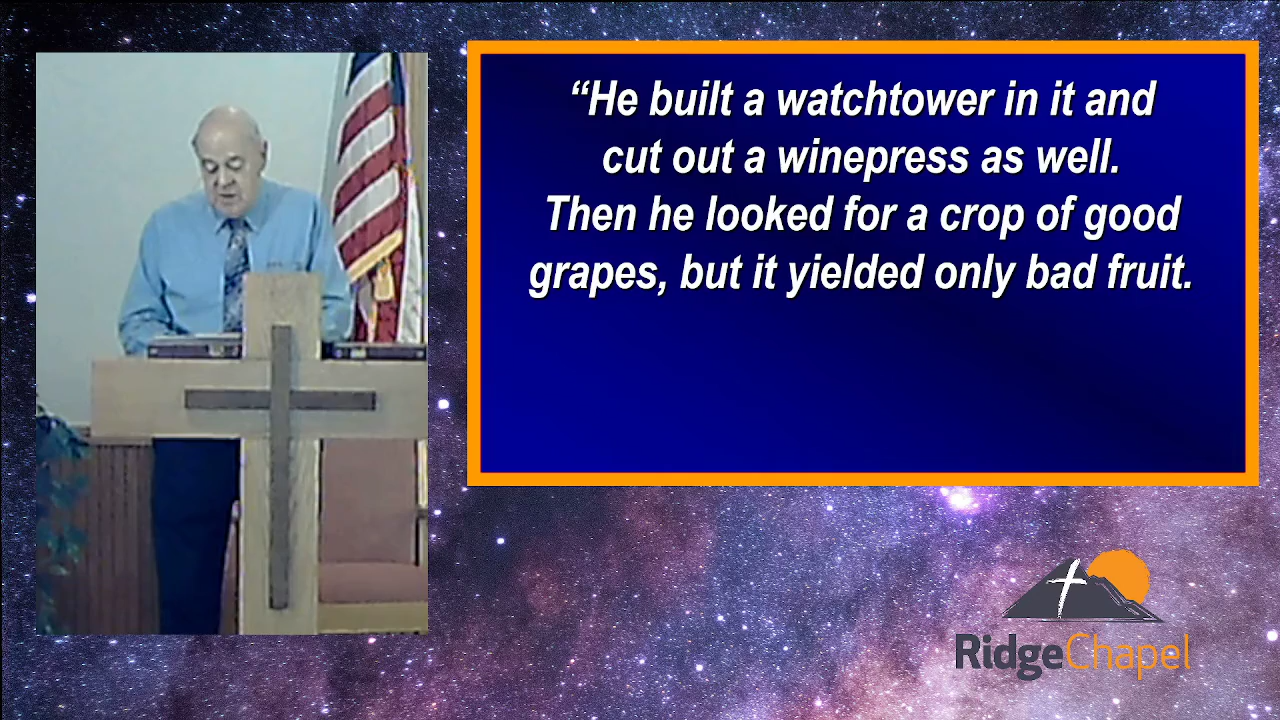 “He built a watchtower in it and
cut out a winepress as well.
Then he looked for a crop of good
grapes, but it yielded only bad fruit.
RidgeChapel